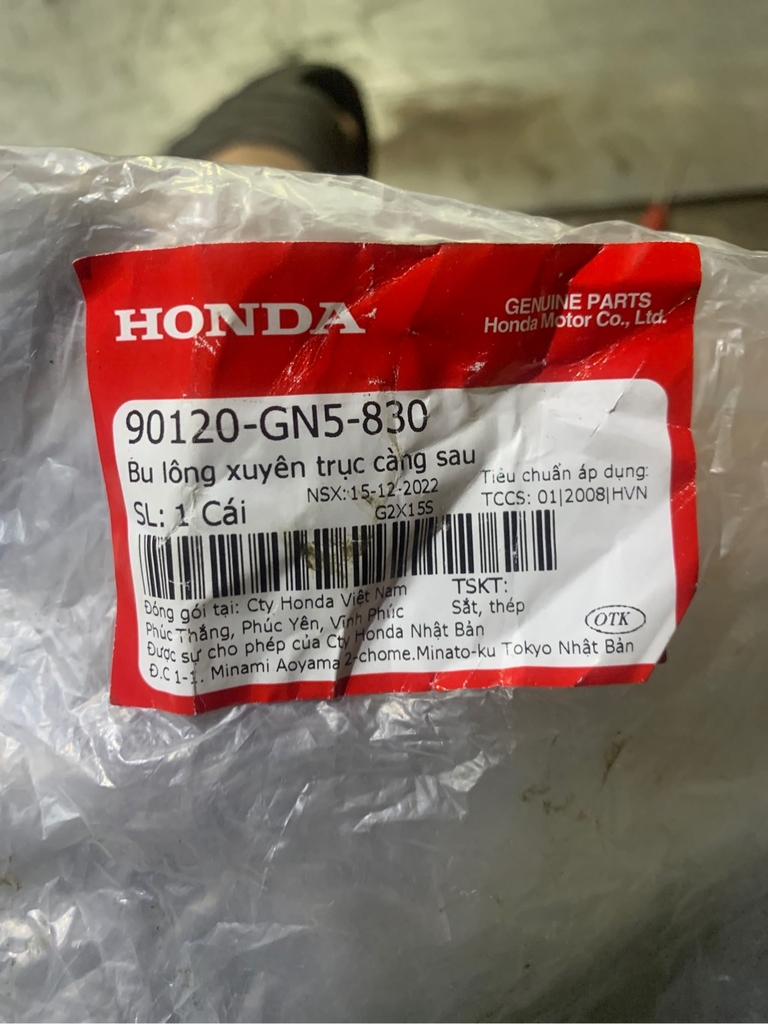 HONDA
GENUINE PARTS
Honda Motor Co., Ltd.
90120-GN5-830
Bu lông xuyên trục càng sau
NSX: 15-12-2022
Tiêu chuẩn áp dụng:
TCCS: 01|2008|HVN
SL: 1 Cái
G2X15S
Đóng gói tại: Cty Honda Việt Nam
Phúc Thắng, Phúc Yên, Vĩnh Phúc
Được sự cho phép của Cty Honda Nhật Bản
Đ.C 1-1. Minami Aoyama 2-chome.Minato-ku Tokyo Nhật Bản
TSKT:
Sắt, thép
OTK